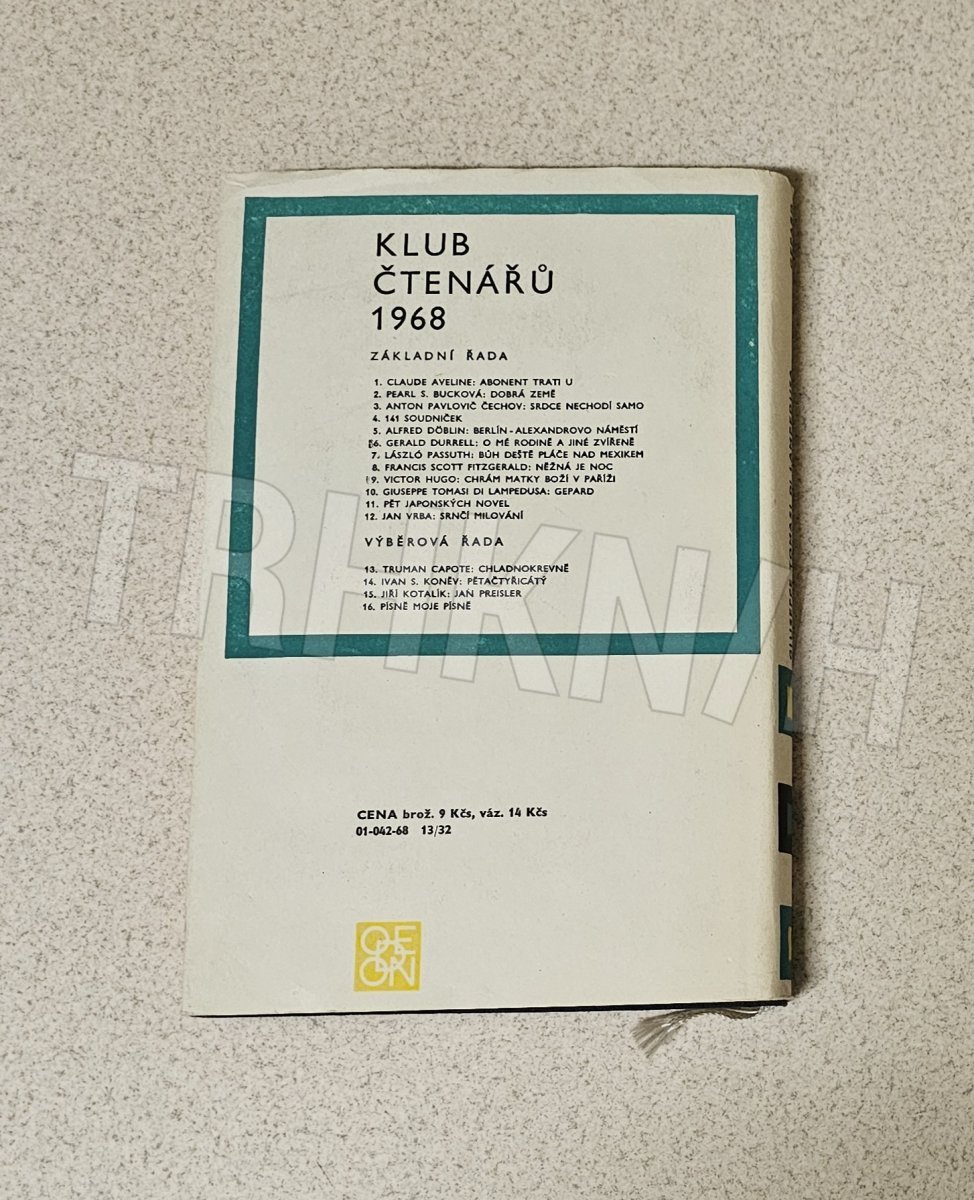 KLUB
ČTENÁŘŮ
1968
ZÁKLADNÍ ŘADA
1. CLAUDE AVELINE: ABONENT TRATI U
2. PEARL S. BUCKOVÁ: DOBRÁ ZEMĚ
3. ANTON PAVLOVIČ ČECHOV: SRDCE NECHODÍ SAMO
4. 141 SOUDNIČEK
5. ALFRED DÖBLIN: BERLÍN - ALEXANDROVO NÁMĚSTÍ
6. GERALD DURRELL: O MÉ RODINĚ A JINÉ ZVÍŘENĚ
7. LÁSZLÓ PASSUTH: BŮH DEŠTĚ PLÁČE NAD MEXIKEM
8. FRANCIS SCOTT FITZGERALD: NĚŽNÁ JE NOC
9. VICTOR HUGO: CHRÁM MATKY BOŽÍ V PAŘÍŽI
10. GIUSEPPE TOMASI DI LAMPEDUSA: GEPARD
11. PĚT JAPONSKÝCH NOVEL
12. JAN VRBA: SRNČÍ MILOVÁNÍ
VÝBĚROVÁ ŘADA
13. TRUMAN CAPOTE: CHLADNOKREVNĚ
14. IVAN S. KONĚV: PĚTAČTYŘICÁTÝ
15. JIŘÍ KOTALÍK: JAN PREISLER
16. PÍSNĚ MOJE PÍSNĚ
CENA brož. 9 Kčs, váz. 14 Kčs
01-042-68 13/32
ODEON
GIUSEPPE TOMASI DI LAMPEDUSA